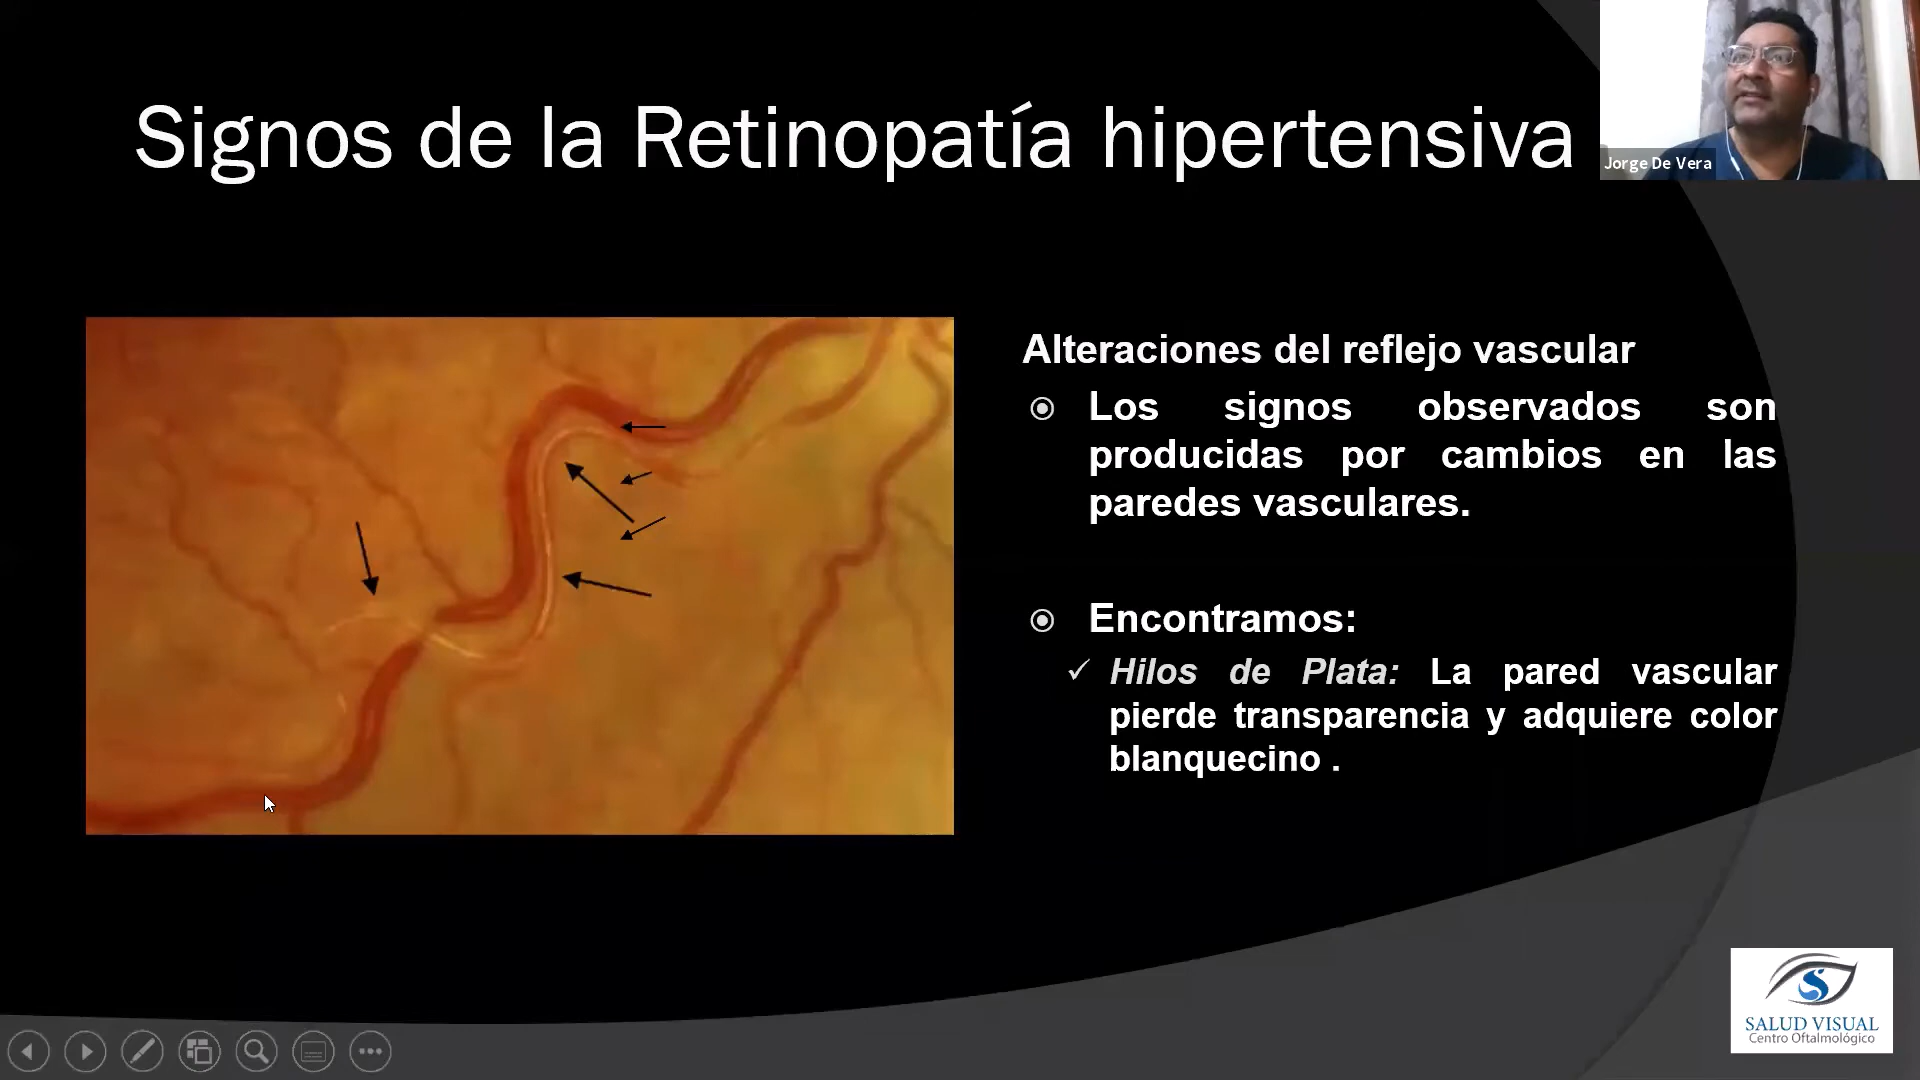 Signos de la Retinopatía hipertensiva
Jorge De Vera
Alteraciones del reflejo vascular
Los signos observados son
producidas por cambios en las
paredes vasculares.
Encontramos:
Hilos de Plata: La pared vascular
pierde transparencia y adquiere color
blanquecino .
SALUD VISUAL
Centro Oftalmológico